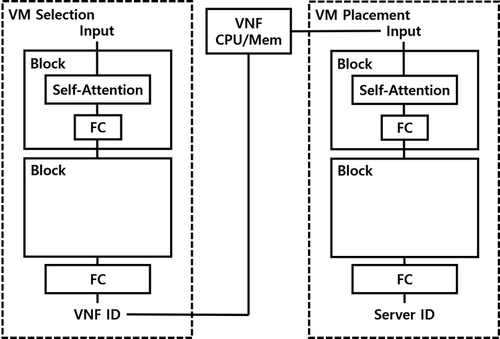 VM Selection
Input
Block
Self-Attention
FC
Block
FC
VNF ID
VNF
CPU/Mem
VM Placement
Input
Block
Self-Attention
FC
Block
FC
Server ID